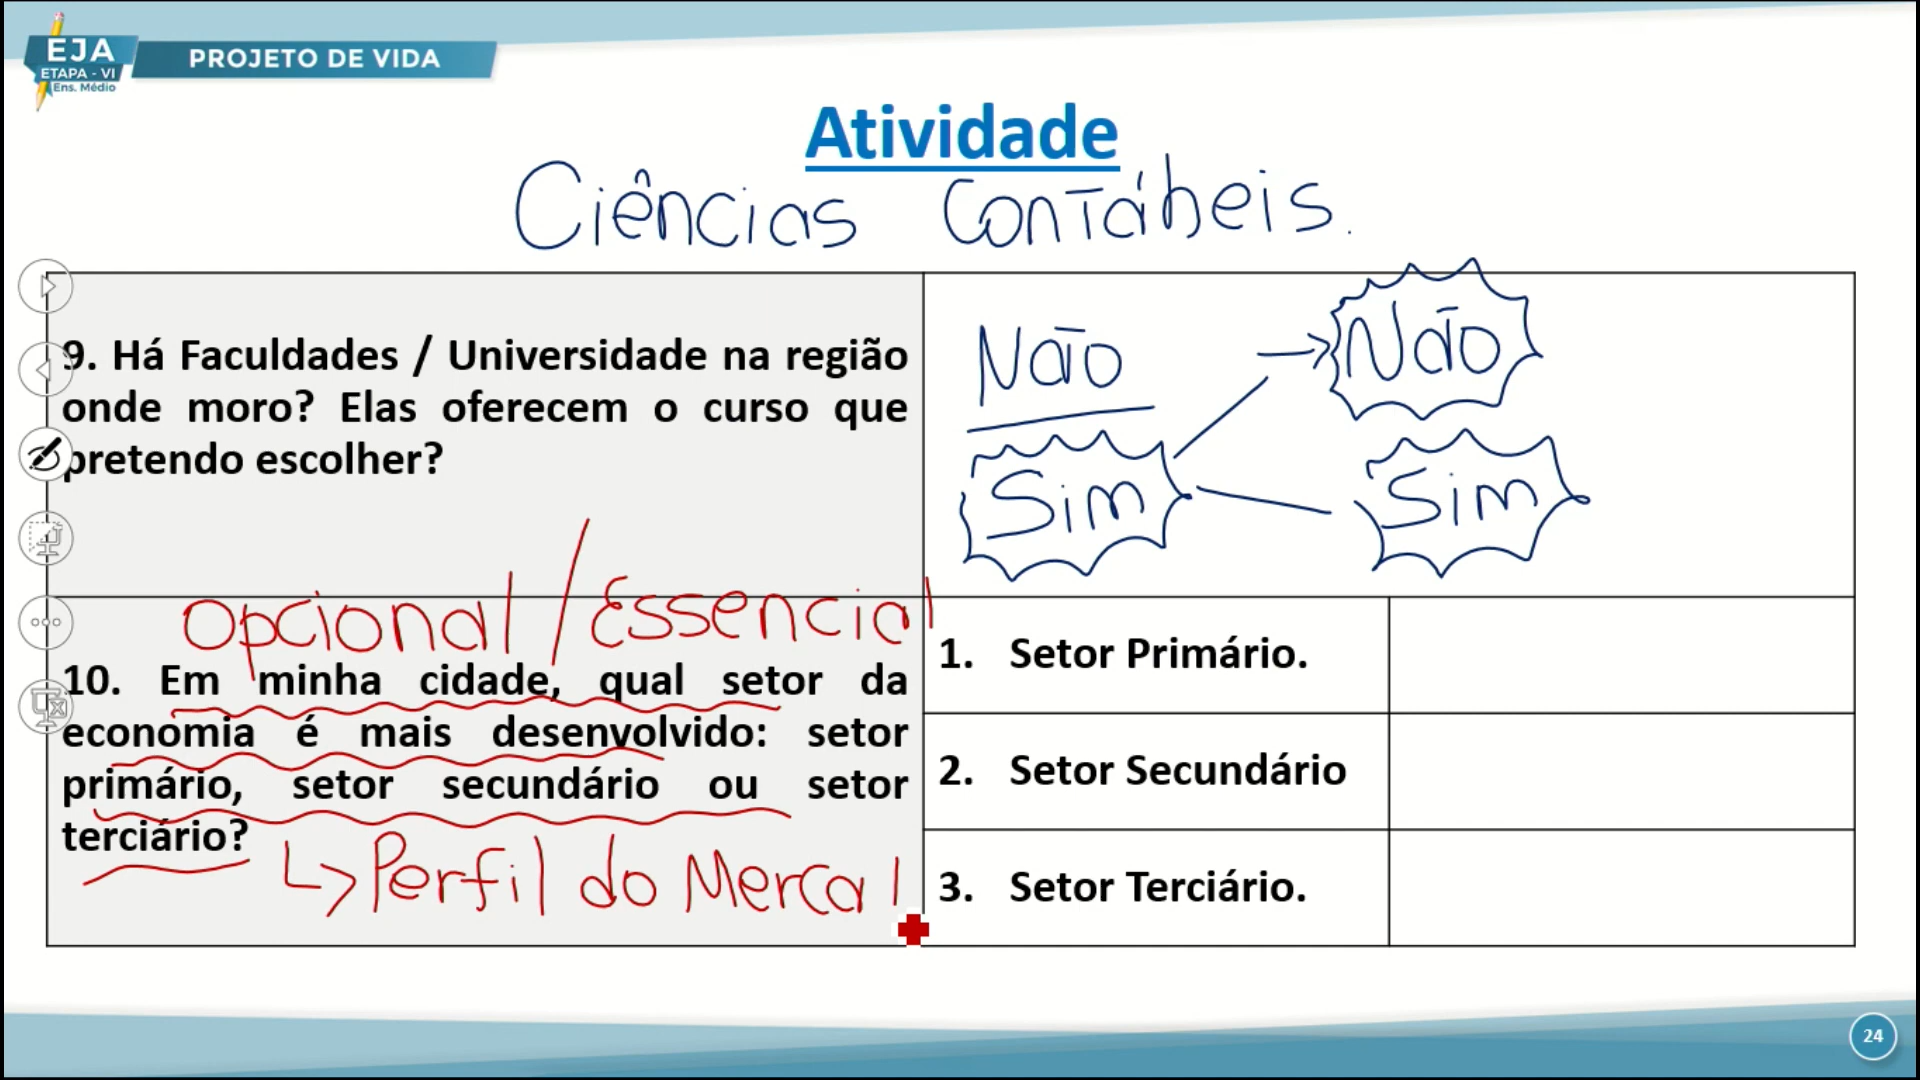 EJA
ETAPA - VI
Ens. Médio
PROJETO DE VIDA
Atividade
Ciências Contábeis.
9. Há Faculdades / Universidade na região
onde moro? Elas oferecem o curso que
pretendo escolher?
Não
Não
Sim
Sim
Opcional / Essencial
10. Em minha cidade, qual setor da
economia é mais desenvolvido: setor
primário, setor secundário ou setor
terciário?
Perfil do Merca
1. Setor Primário.
2. Setor Secundário
3. Setor Terciário.
24